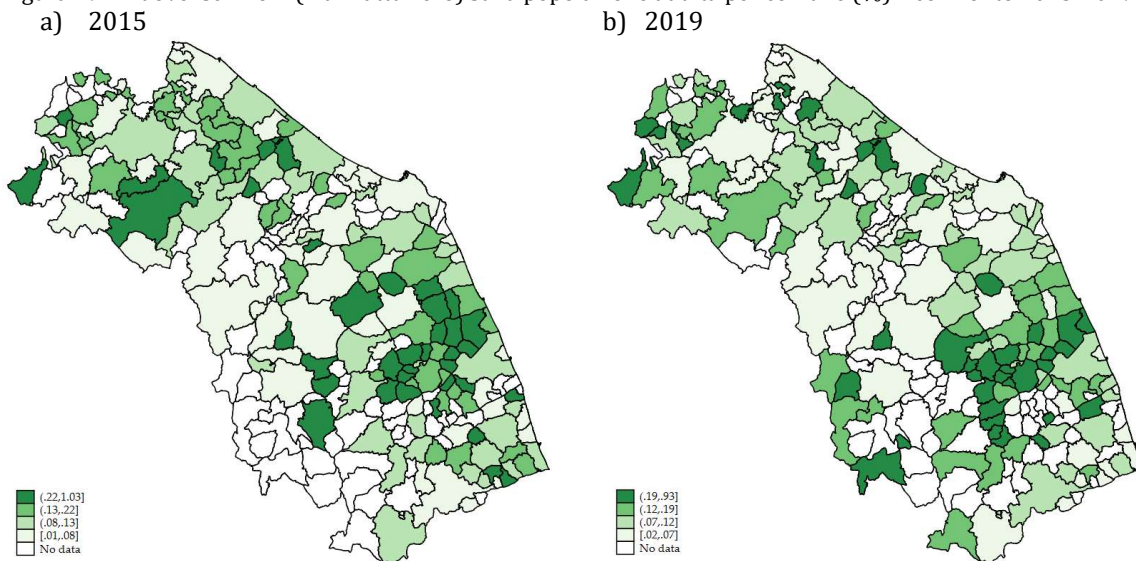 a) 2015
b) 2019
(.22,1.03]
(.13,.22]
(.08,.13]
[.01,.08]
No data
(.19,.93]
(.12,.19]
(.07,.12]
[.02,.07]
No data